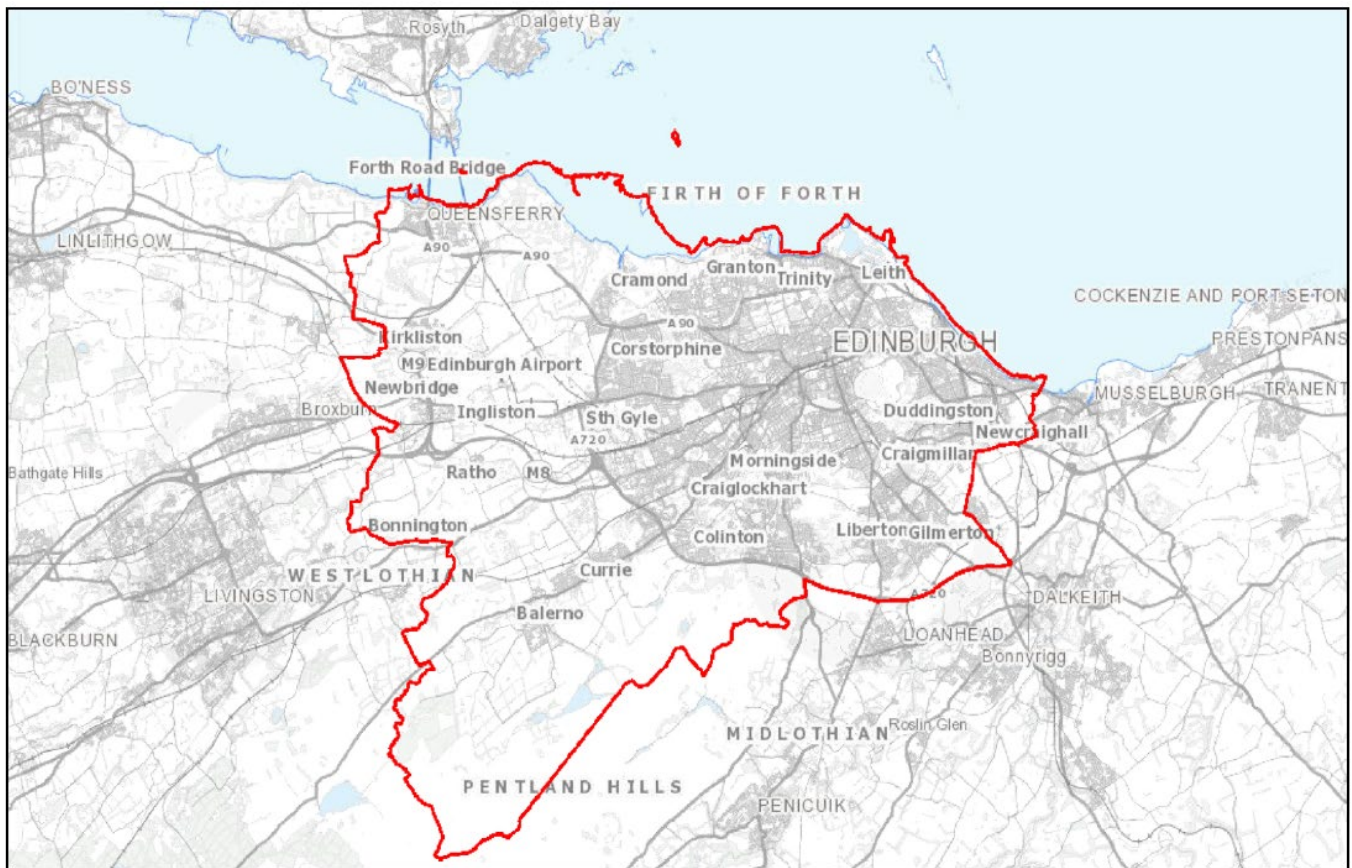 Rosyth
Dalgety Bay
BO'NESS
Forth Road Bridge
FIRTH OF FORTH
QUEENSFERRY
LINLITHGOW
A90
A90
Cramond
Granton
Trinity
Leith
COCKENZIE AND PORT SETON
Kirkliston
A90
EDINBURGH
PRESTONPANS
M9
Edinburgh Airport
Corstorphine
Newbridge
MUSSELBURGH
TRANENT
Broxburn
Ingliston
Sth Gyle
Duddingston
A720
Newcraighall
Bathgate Hills
Ratho
M8
Morningside
Craigmillar
Craiglockhart
Bonnington
Colinton
Liberton
Gilmerton
WEST LOTHIAN
Currie
LIVINGSTON
A720
DALKEITH
Balerno
BLACKBURN
LOANHEAD
Bonnyrigg
MIDLOTHIAN
Roslin Glen
PENTLAND HILLS
PENICUIK